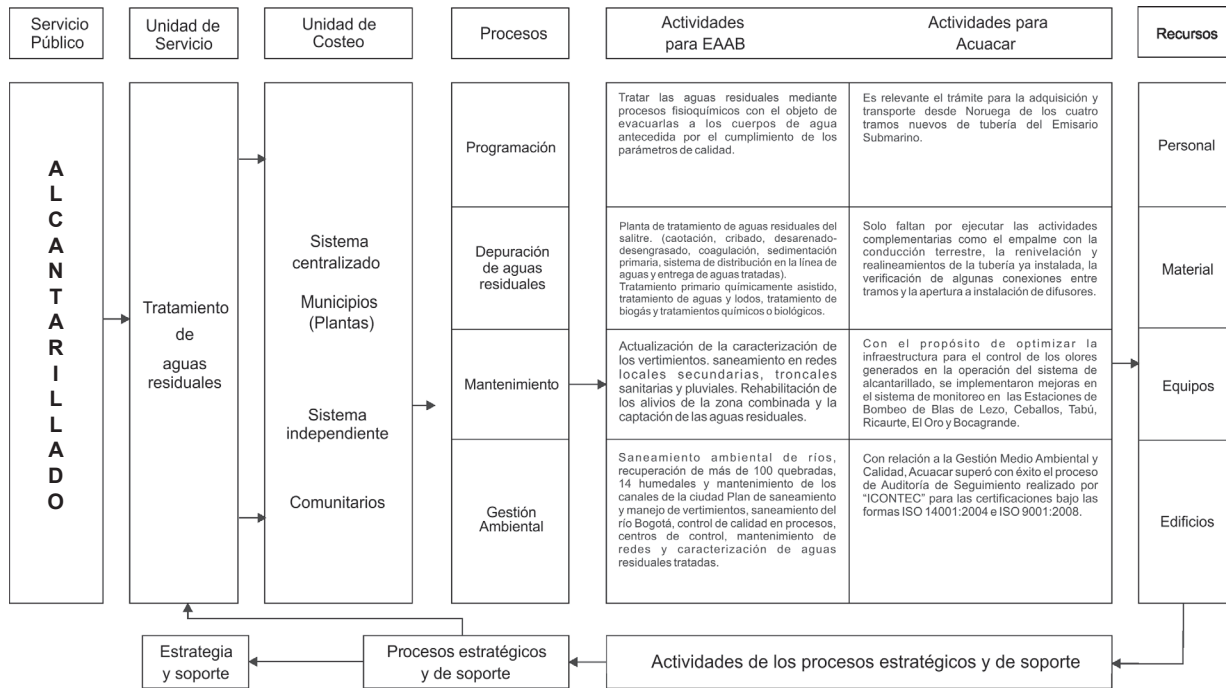 Servicio
Público
Unidad de
Servicio
Unidad de
Costeo
Procesos
Actividades
para EAAB
Actividades para
Acuacar
Recursos
ALCANTARILLADO
Tratamiento
de
aguas
residuales
Sistema
centralizado
Municipios
(Plantas)
Sistema
independiente
Comunitarios
Programación
Tratar las aguas residuales mediante
procesos fisioquímicos con el objeto de
evacuarlas a los cuerpos de agua
antecedida por el cumplimiento de los
parámetros de calidad.
Es relevante el trámite para la adquisición y
transporte desde Noruega de los cuatro
tramos nuevos de tubería del Emisario
Submarino.
Personal
Depuración
de aguas
residuales
Planta de tratamiento de aguas residuales del
salitre. (caotación, cribado, desarenado-
desengrasado, coagulación, sedimentación
primaria, sistema de distribución en la línea de
aguas y entrega de aguas tratadas).
Tratamiento primario químicamente asistido,
tratamiento de aguas y lodos, tratamiento de
biogás y tratamientos químicos o biológicos.
Solo faltan por ejecutar las actividades
complementarias como el empalme con la
conducción terrestre, la renivelación y
realineamientos de la tubería ya instalada, la
verificación de algunas conexiones entre
tramos y la apertura a instalación de difusores.
Material
Mantenimiento
Actualización de la caracterización de
los vertimientos. saneamiento en redes
locales secundarias, troncales
sanitarias y pluviales. Rehabilitación de
los alivios de la zona combinada y la
captación de las aguas residuales.
Con el propósito de optimizar la
infraestructura para el control de los olores
generados en la operación del sistema de
alcantarillado, se implementaron mejoras en
el sistema de monitoreo en las Estaciones de
Bombeo de Blas de Lezo, Ceballos, Tabú,
Ricaurte, El Oro y Bocagrande.
Equipos
Gestión
Ambiental
Saneamiento ambiental de ríos,
recuperación de más de 100 quebradas,
14 humedales y mantenimiento de los
canales de la ciudad Plan de saneamiento
y manejo de vertimientos, saneamiento del
río Bogotá, control de calidad en procesos,
centros de control, mantenimiento de
redes y caracterización de aguas
residuales tratadas.
Con relación a la Gestión Medio Ambiental y
Calidad, Acuacar superó con éxito el proceso
de Auditoría de Seguimiento realizado por
“ICONTEC” para las certificaciones bajo las
formas ISO 14001:2004 e ISO 9001:2008.
Edificios
Estrategia
y soporte
Procesos estratégicos
y de soporte
Actividades de los procesos estratégicos y de soporte